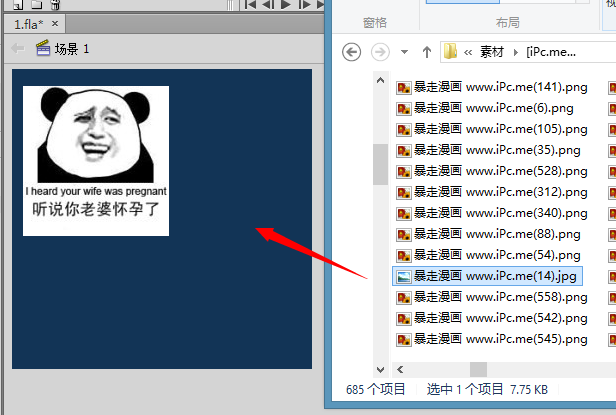 1.fla*
场景 1
I heard your wife was pregnant
听说你老婆怀孕了
窗格
布局
素材
[iPc.me...
暴走漫画 www.iPc.me(141).png
暴走漫画 www.iPc.me(6).png
暴走漫画 www.iPc.me(105).png
暴走漫画 www.iPc.me(35).png
暴走漫画 www.iPc.me(528).png
暴走漫画 www.iPc.me(312).png
暴走漫画 www.iPc.me(340).png
暴走漫画 www.iPc.me(88).png
暴走漫画 www.iPc.me(54).png
暴走漫画 www.iPc.me(14).jpg
暴走漫画 www.iPc.me(558).png
暴走漫画 www.iPc.me(542).png
暴走漫画 www.iPc.me(545).png
685 个项目 选中 1 个项目 7.75 KB